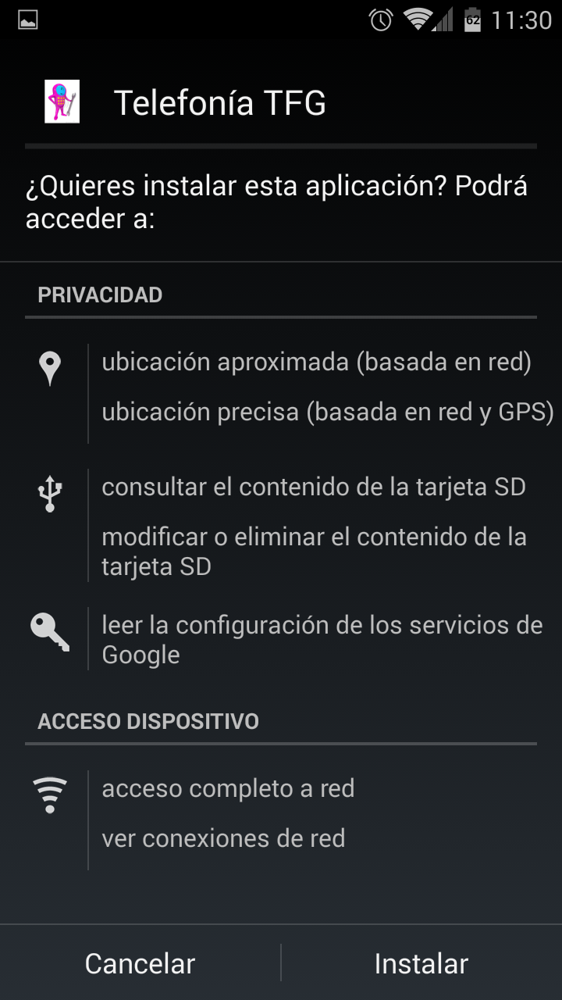 62 11:30
Telefonía TFG
¿Quieres instalar esta aplicación? Podrá
acceder a:
PRIVACIDAD
ubicación aproximada (basada en red)
ubicación precisa (basada en red y GPS)
consultar el contenido de la tarjeta SD
modificar o eliminar el contenido de la
tarjeta SD
leer la configuración de los servicios de
Google
ACCESO DISPOSITIVO
acceso completo a red
ver conexiones de red
Cancelar Instalar